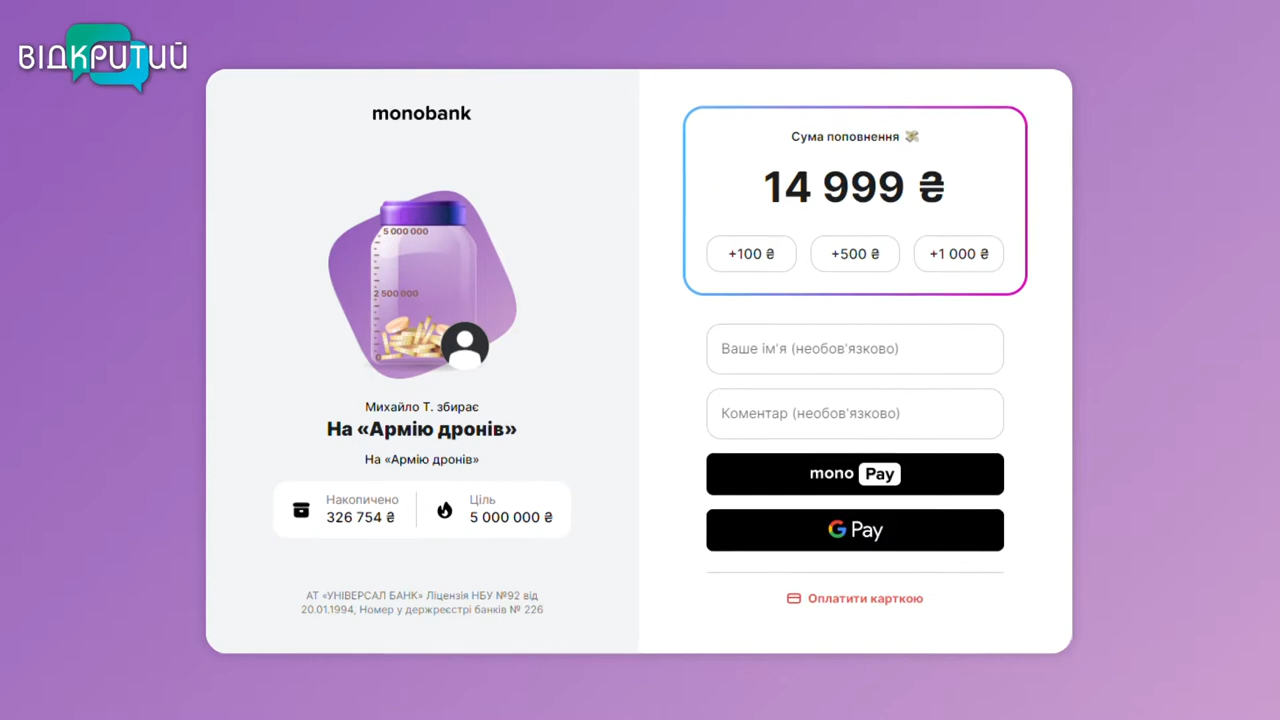 ВІДКРИТИЙ
monobank
5 000 000
2 500 000
0
Михайло Т. збирає
На «Армію дронів»
На «Армію дронів»
Накопичено
326 754 ₴
Ціль
5 000 000 ₴
АТ «УНІВЕРСАЛ БАНК» Ліцензія НБУ №92 від
20.01.1994, Номер у держреєстрі банків № 226
Сума поповнення 💸
14 999 ₴
+100 ₴
+500 ₴
+1 000 ₴
Ваше ім'я (необов'язково)
Коментар (необов'язково)
mono Pay
G Pay
Оплатити карткою